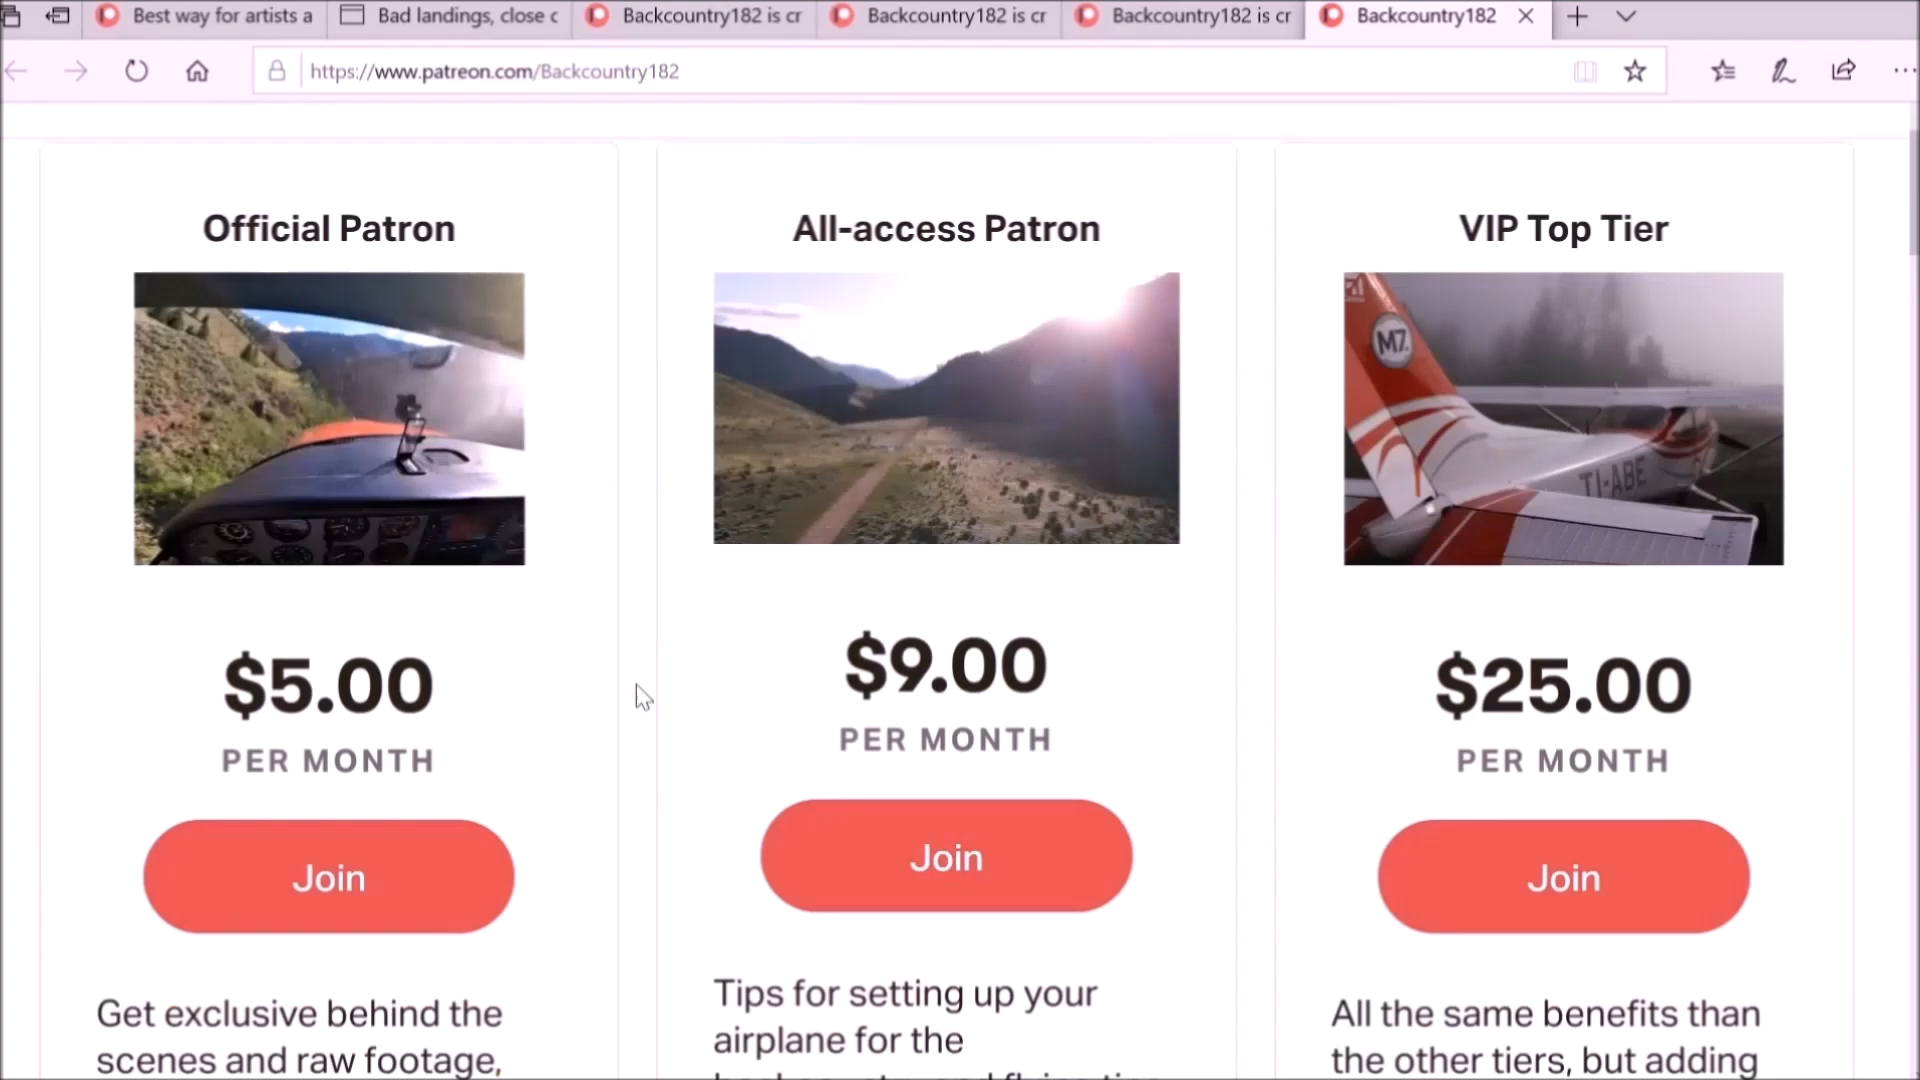 Best way for artists a
Bad landings, close c
Backcountry182 is cr
Backcountry182 is cr
Backcountry182 is cr
Backcountry182
https://www.patreon.com/Backcountry182
Official Patron
All-access Patron
VIP Top Tier
M7.
TI-ABE
$5.00
PER MONTH
Join
Get exclusive behind the
scenes and raw footage,
$9.00
PER MONTH
Join
Tips for setting up your
airplane for the
$25.00
PER MONTH
Join
All the same benefits than
the other tiers, but adding